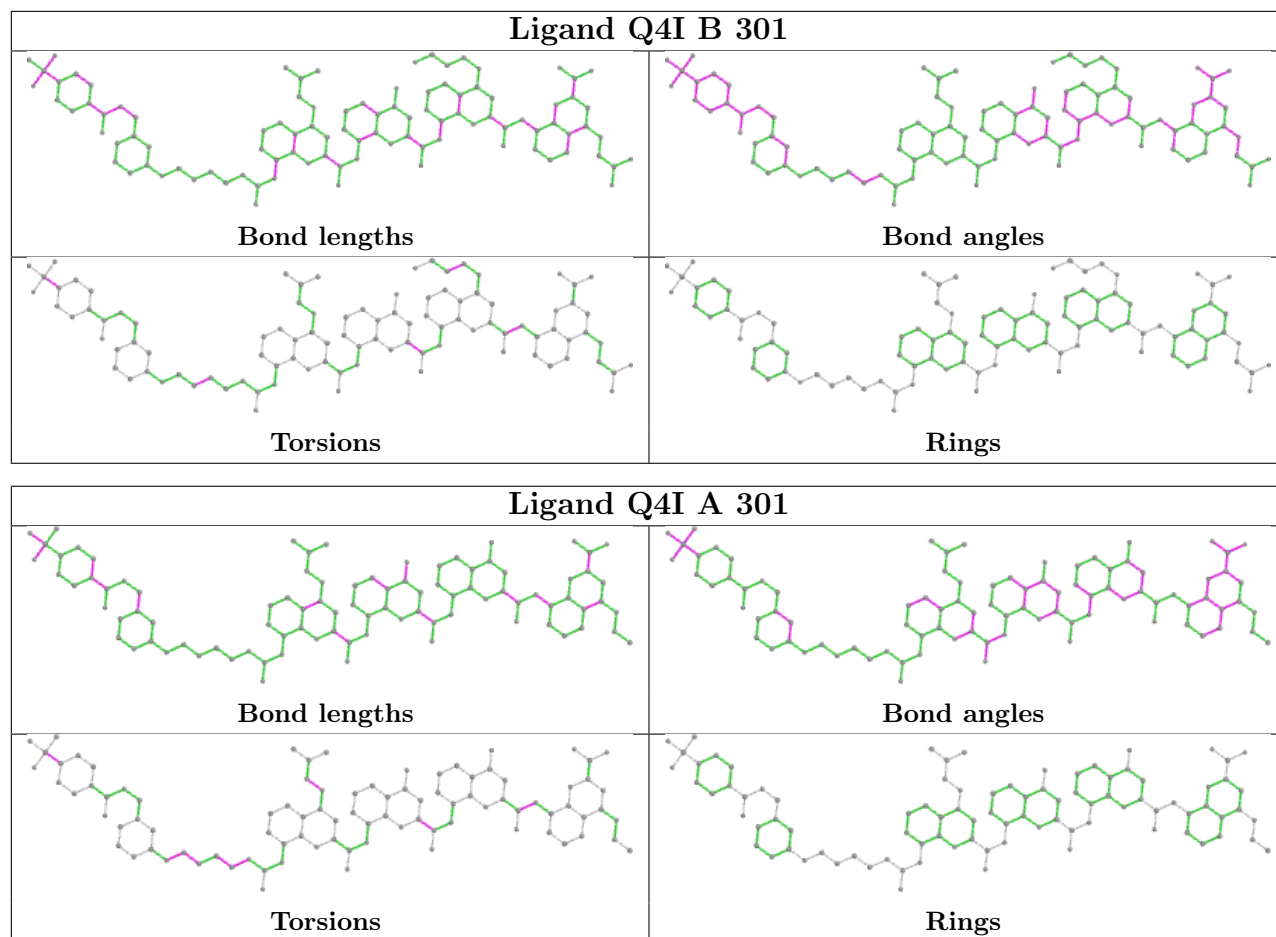 Ligand Q4I B 301
Bond lengths
Bond angles
Torsions
Rings
Ligand Q4I A 301
Bond lengths
Bond angles
Torsions
Rings